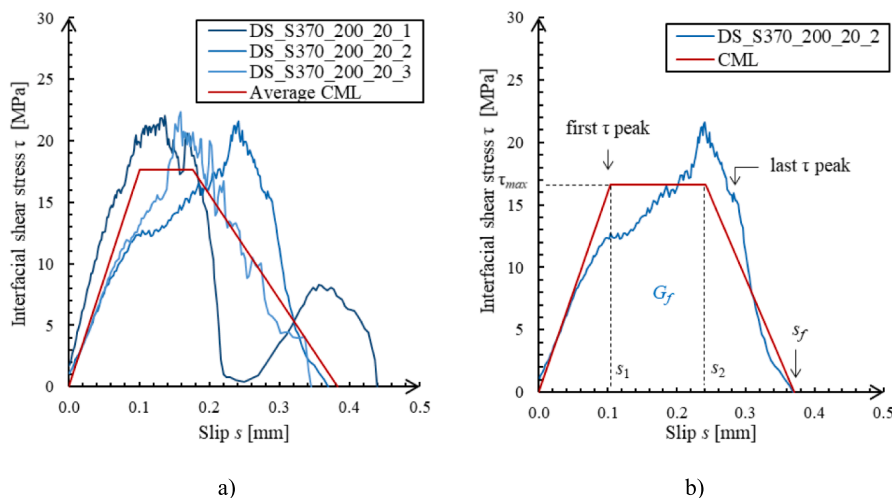 30
25
20
15
10
5
0
Interfacial shear stress τ [MPa]
DS_S370_200_20_1
DS_S370_200_20_2
DS_S370_200_20_3
Average CML
0.0 0.1 0.2 0.3 0.4 0.5
Slip s [mm]
a)
30
25
20
15
10
5
0
Interfacial shear stress τ [MPa]
DS_S370_200_20_2
CML
first τ peak
last τ peak
τmax
Gf
s1
s2
sf
0.0 0.1 0.2 0.3 0.4 0.5
Slip s [mm]
b)